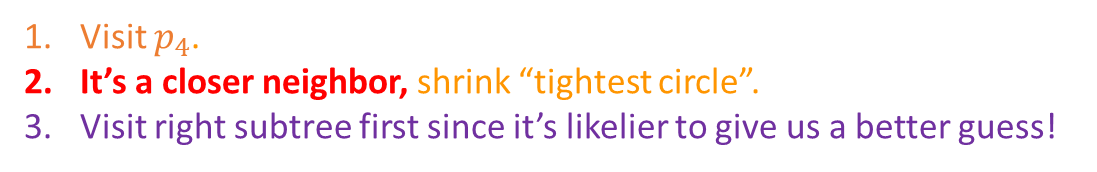 1. Visit p₄.
2. It’s a closer neighbor, shrink “tightest circle”.
3. Visit right subtree first since it’s likelier to give us a better guess!